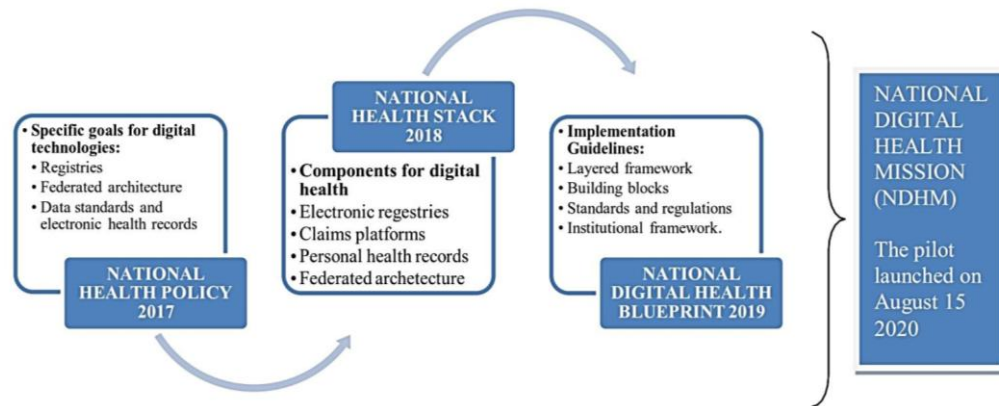 • Specific goals for digital
technologies:
• Registries
• Federated architecture
• Data standards and
electronic health records
NATIONAL
HEALTH POLICY
2017
NATIONAL
HEALTH STACK
2018
• Components for digital
health
• Electronic regestries
• Claims platforms
• Personal health records
• Federated archetecture
• Implementation
Guidelines:
• Layered framework
• Building blocks
• Standards and regulations
• Institutional framework.
NATIONAL
DIGITAL HEALTH
BLUEPRINT 2019
NATIONAL
DIGITAL
HEALTH
MISSION
(NDHM)
The pilot
launched on
August 15
2020